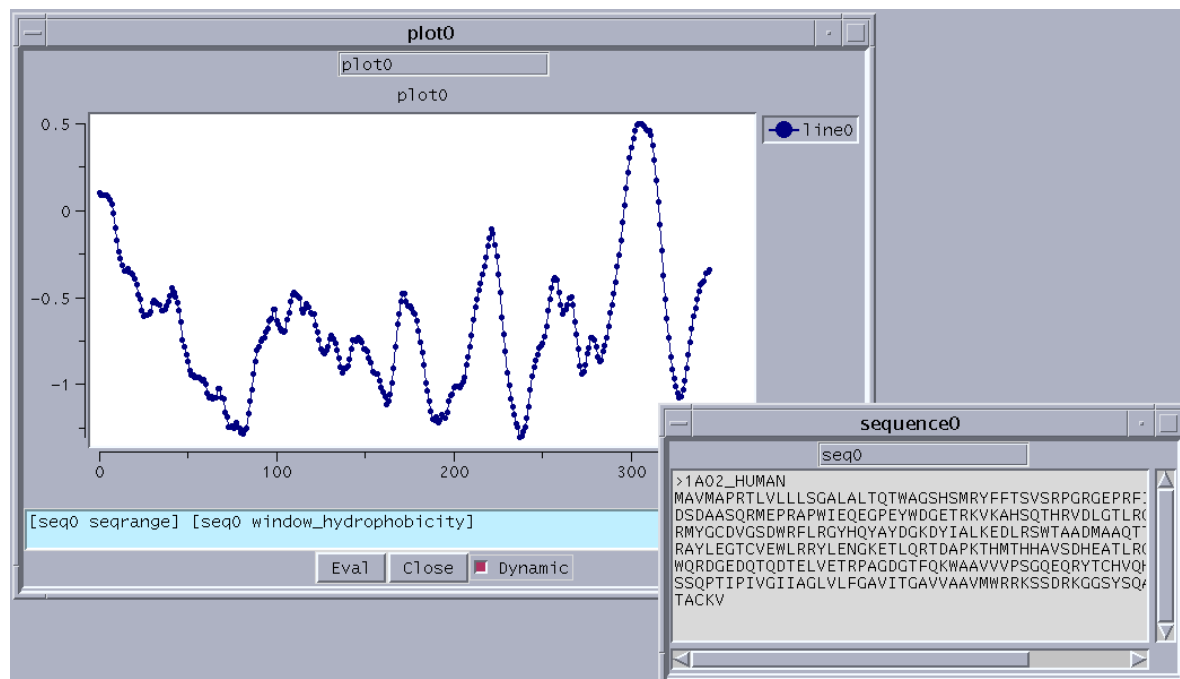 plot0
plot0
plot0
0.5
line0
0
-0.5
-1
0 100 200 300
[seq0 seqrange] [seq0 window_hydrophobicity]
Eval Close Dynamic
sequence0
seq0
>1A02_HUMAN
MAVMAPRTLVLLLSGALALTQTWAGSHSMRYFFTSVSRPGRGEPRF
DSDAASQRMEPRAPWIEQEGPEYWDGETRKVKAHSQTHRVDLGTLR
RMYGCDVGSDWRFLRGYHQYAYDGKDYIALKEDLRSWTAADMAAQT
RAYLEGTCVEWLRRYLENGKETLQRTDAPKTHMTHHAVSDHEATLR
WQRDGEDQTQDTELVETRPAGDGTFQKWAAVVVPSGQEQRYTCHVQ
SSQPTIPIVGIIAGLVLFGAVITGAVVAAVMWRRKSSDRKGGSYSQ
TACKV